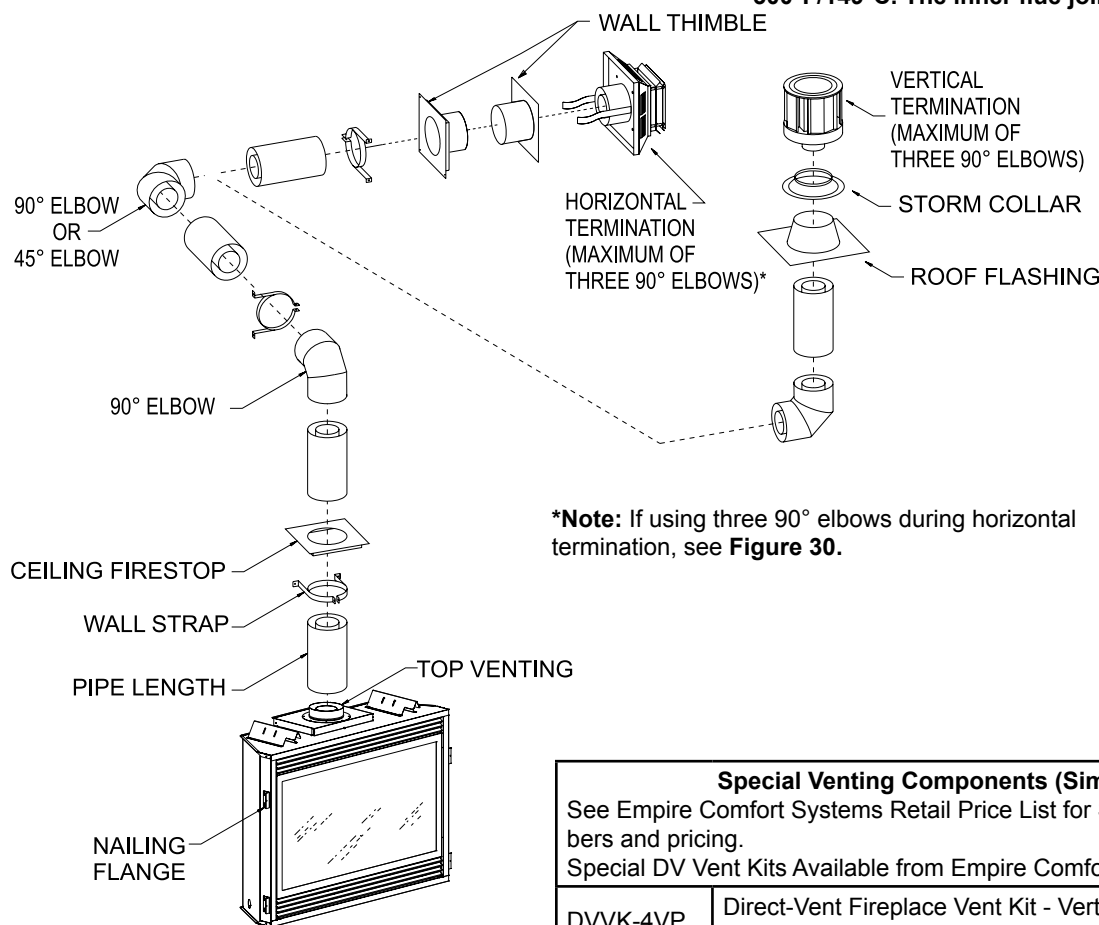 WALL THIMBLE
VERTICAL
TERMINATION
(MAXIMUM OF
THREE 90° ELBOWS)
90° ELBOW
OR
45° ELBOW
HORIZONTAL
TERMINATION
(MAXIMUM OF
THREE 90° ELBOWS)*
STORM COLLAR
ROOF FLASHING
90° ELBOW
*Note: If using three 90° elbows during horizontal
termination, see Figure 30.
CEILING FIRESTOP
WALL STRAP
PIPE LENGTH
TOP VENTING
NAILING
FLANGE
Special Venting Components (Sim
See Empire Comfort Systems Retail Price List for
bers and pricing.
Special DV Vent Kits Available from Empire Comfo
DVVK-4VP
Direct-Vent Fireplace Vent Kit - Vert